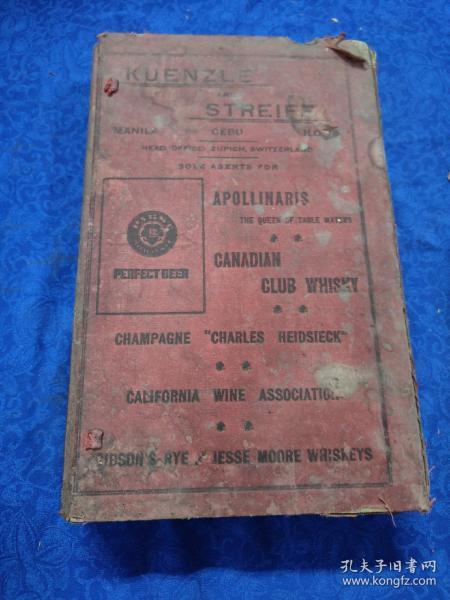 KUENZLE
AND
STREIFF
MANILA CEBU ILOILO
HEAD OFFICE: ZURICH, SWITZERLAND
SOLE AGENTS FOR
APOLLINARIS
THE QUEEN OF TABLE WATERS
PERFECT BEER
CANADIAN
CLUB WHISKY
CHAMPAGNE "CHARLES HEIDSIECK"
CALIFORNIA WINE ASSOCIATION
GIBSON'S RYE & JESSE MOORE WHISKEYS
孔夫子旧书网
www.kongfz.com